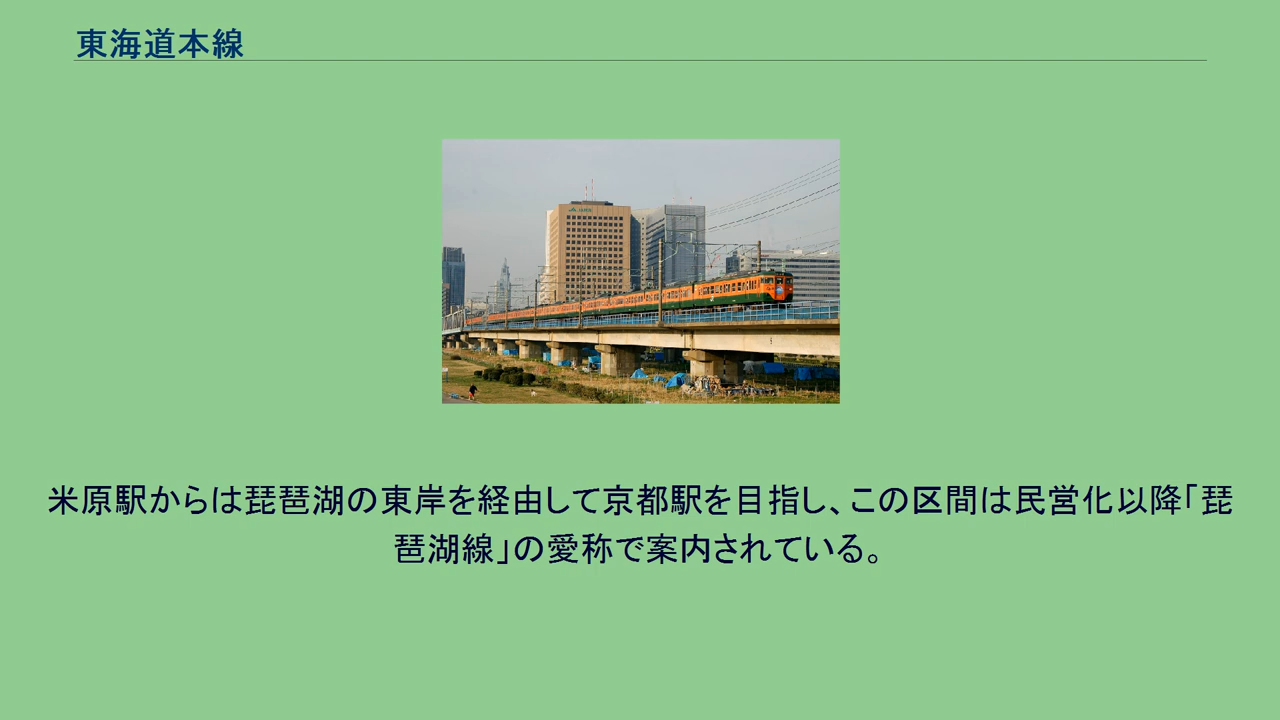 東海道本線
米原駅からは琵琶湖の東岸を経由して京都駅を目指し、この区間は民営化以降「琵
琶湖線」の愛称で案内されている。